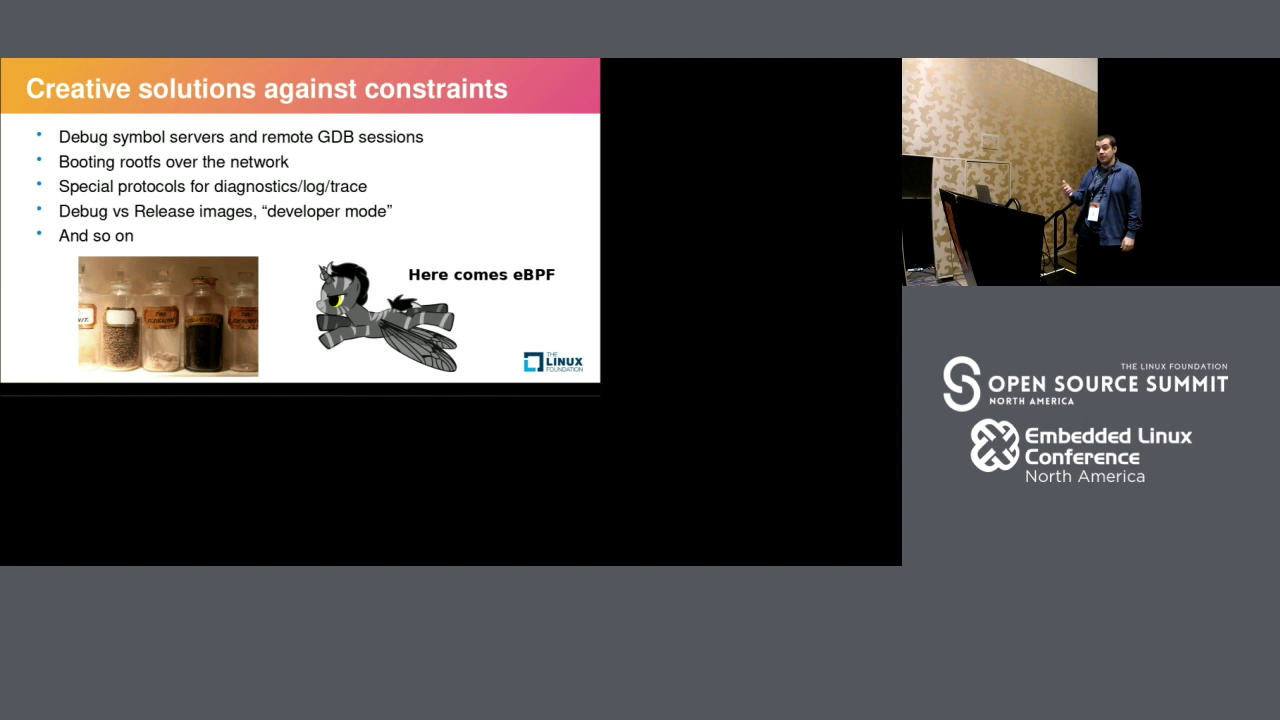 Creative solutions against constraints
Debug symbol servers and remote GDB sessions
Booting rootfs over the network
Special protocols for diagnostics/log/trace
Debug vs Release images, “developer mode”
And so on
Here comes eBPF
THE
LINUX
FOUNDATION
THE LINUX FOUNDATION
OPEN SOURCE SUMMIT
NORTH AMERICA
Embedded Linux
Conference
North America